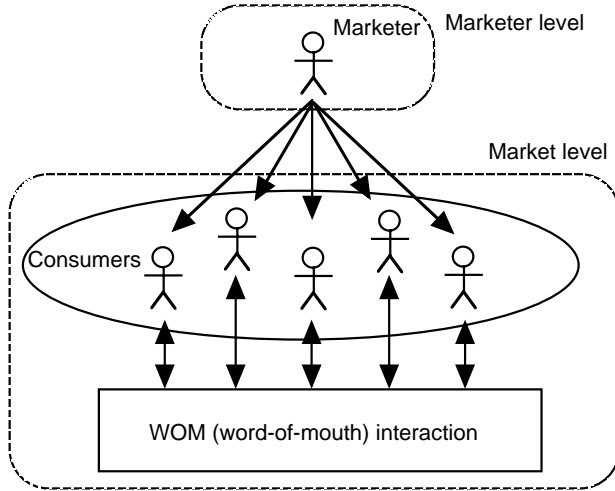 Marketer
Marketer level
Market level
Consumers
WOM (word-of-mouth) interaction